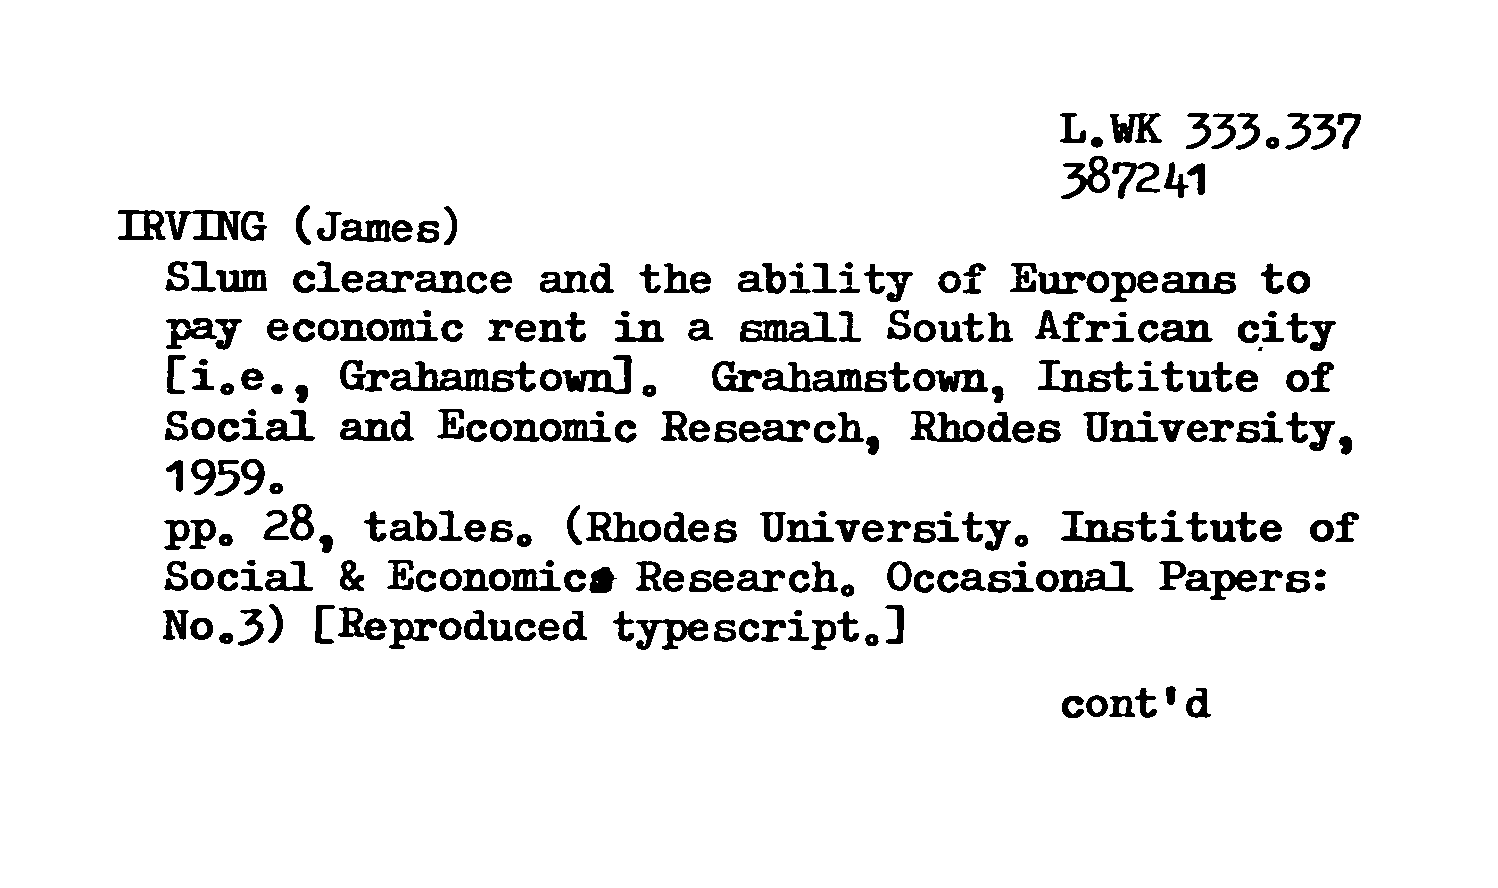 L.WK 333.337
387241
IRVING (James)
Slum clearance and the ability of Europeans to
pay economic rent in a small South African city
[i.e., Grahamstown]. Grahamstown, Institute of
Social and Economic Research, Rhodes University,
1959.
pp. 28, tables. (Rhodes University. Institute of
Social & Economic Research. Occasional Papers:
No.3) [Reproduced typescript.]
cont'd